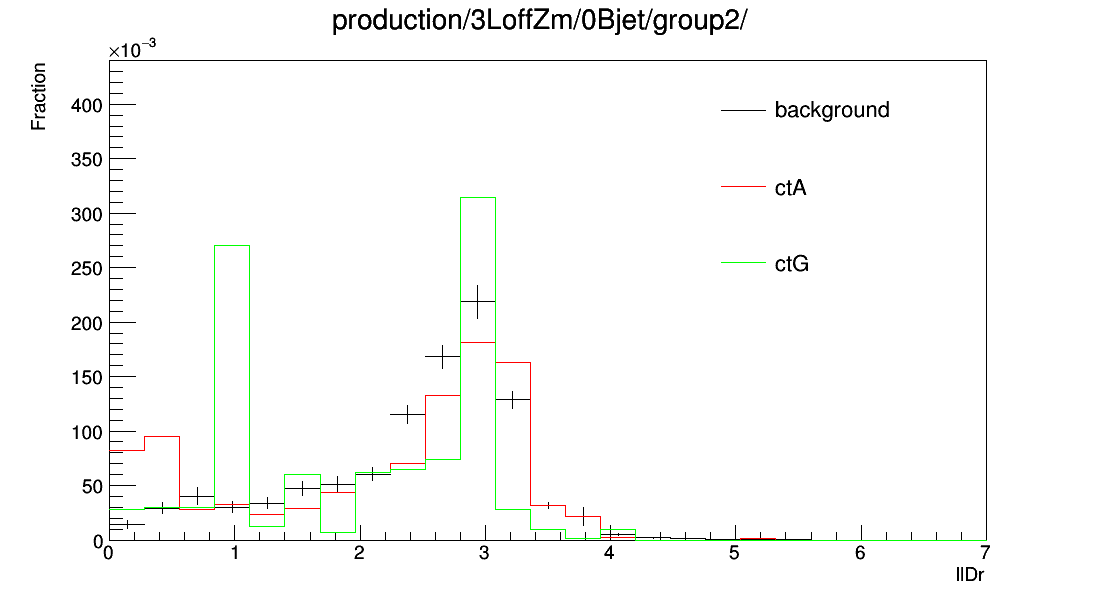 production/3LoffZm/0Bjet/group2/
×10⁻³
Fraction
400
350
300
250
200
150
100
50
0
background
ctA
ctG
0 1 2 3 4 5 6 7
llDr